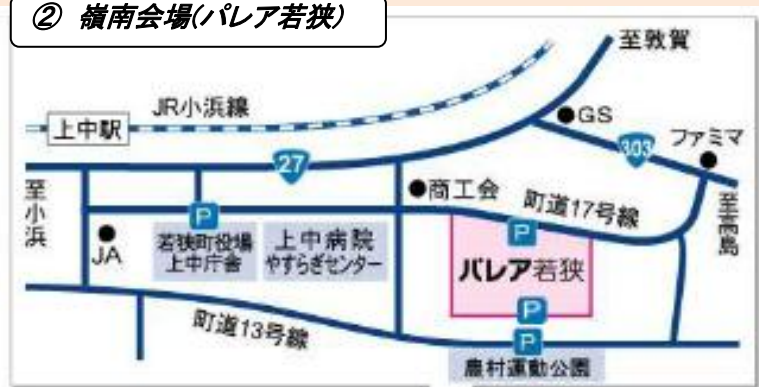 ② 嶺南会場(パレア若狭)
至敦賀
JR小浜線
GS
上中駅
303
ファミマ
27
至小浜
商工会
町道17号線
至高島
P
JA
若狭町役場
上中庁舎
上中病院
やすらぎセンター
P
パレア若狭
P
町道13号線
P
農村運動公園